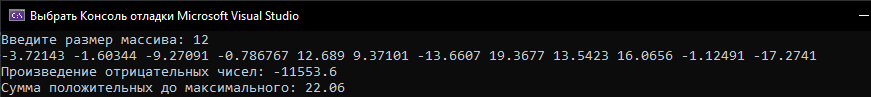 Выбрать Консоль отладки Microsoft Visual Studio
Введите размер массива: 12
-3.72143 -1.60344 -9.27091 -0.786767 12.689 9.37101 -13.6607 19.3677 13.5423 16.0656 -1.12491 -17.2741
Произведение отрицательных чисел: -11553.6
Сумма положительных до максимального: 22.06